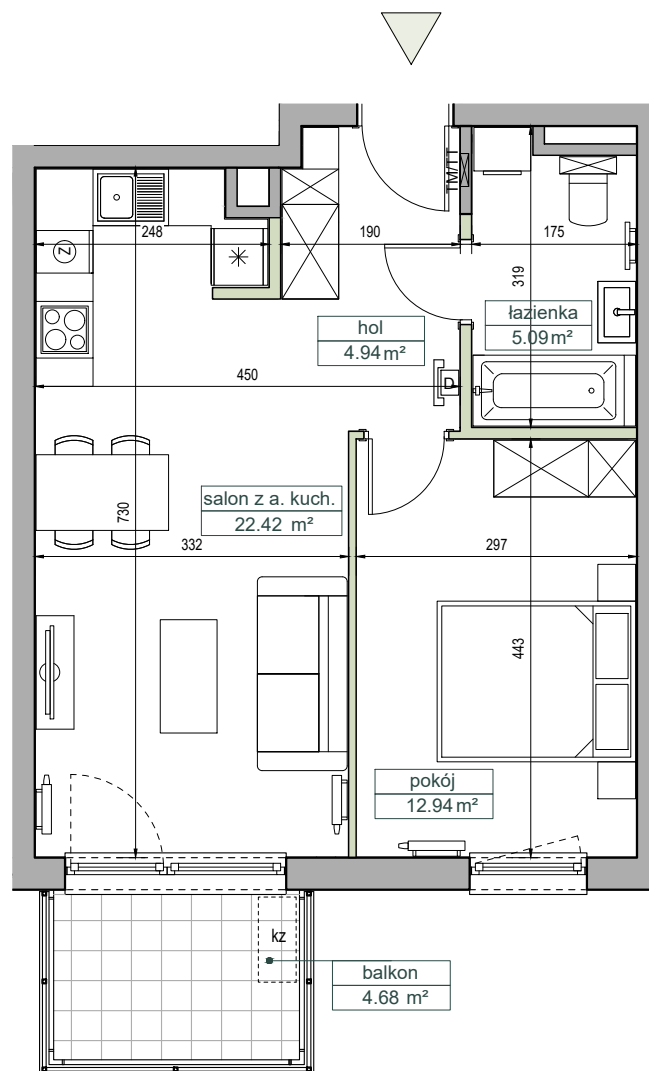 TM/TT
248
190
175
Z
319
hol
4.94 m²
łazienka
5.09 m²
450
D
salon z a. kuch.
22.42 m²
730
332
297
443
pokój
12.94 m²
kz
balkon
4.68 m²